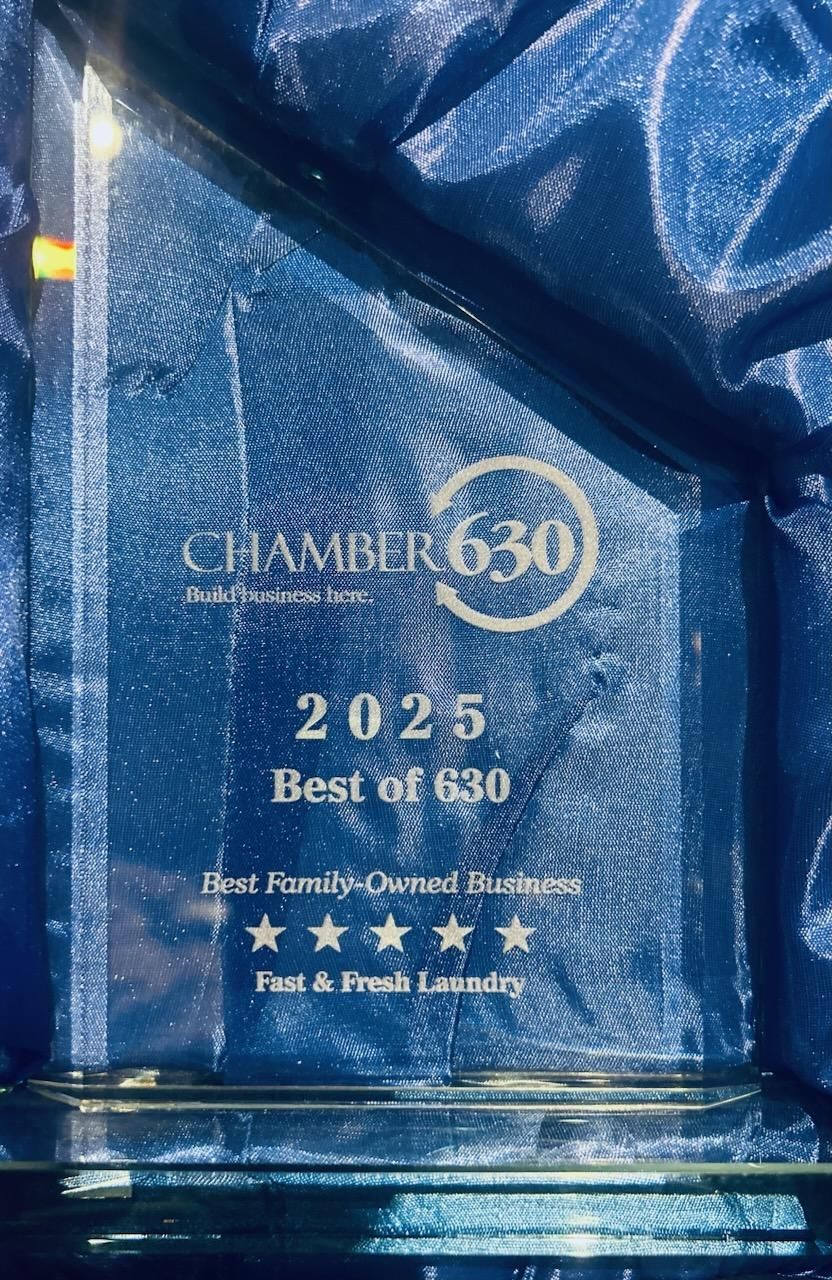 CHAMBER630
Build business here.
2025
Best of 630
Best Family-Owned Business
Fast & Fresh Laundry